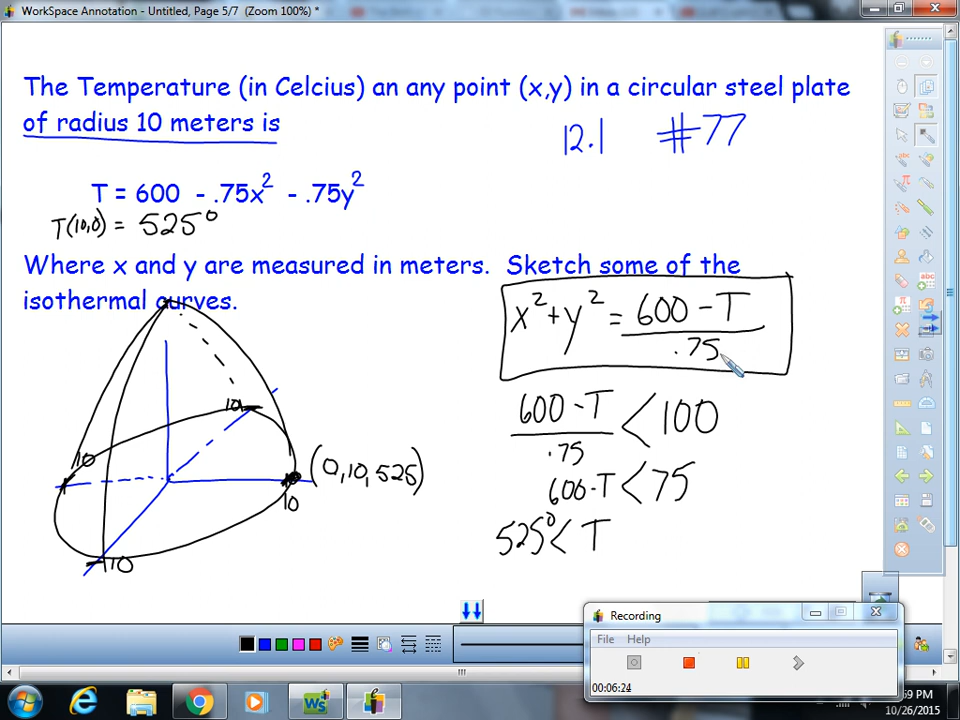 WorkSpace Annotation - Untitled, Page 5/7 (Zoom 100%) *
The Temperature (in Celcius) an any point (x,y) in a circular steel plate
of radius 10 meters is
12.1 #77
T = 600 - .75x² - .75y²
T(10,0) = 525°
Where x and y are measured in meters. Sketch some of the
isothermal curves.
x² + y² = 600 - T
.75
600 - T < 100
.75
600 - T < 75
525° < T
10
10
(0,10,525)
10
10
Recording
File Help
00:06:24
:59 PM
10/26/2015